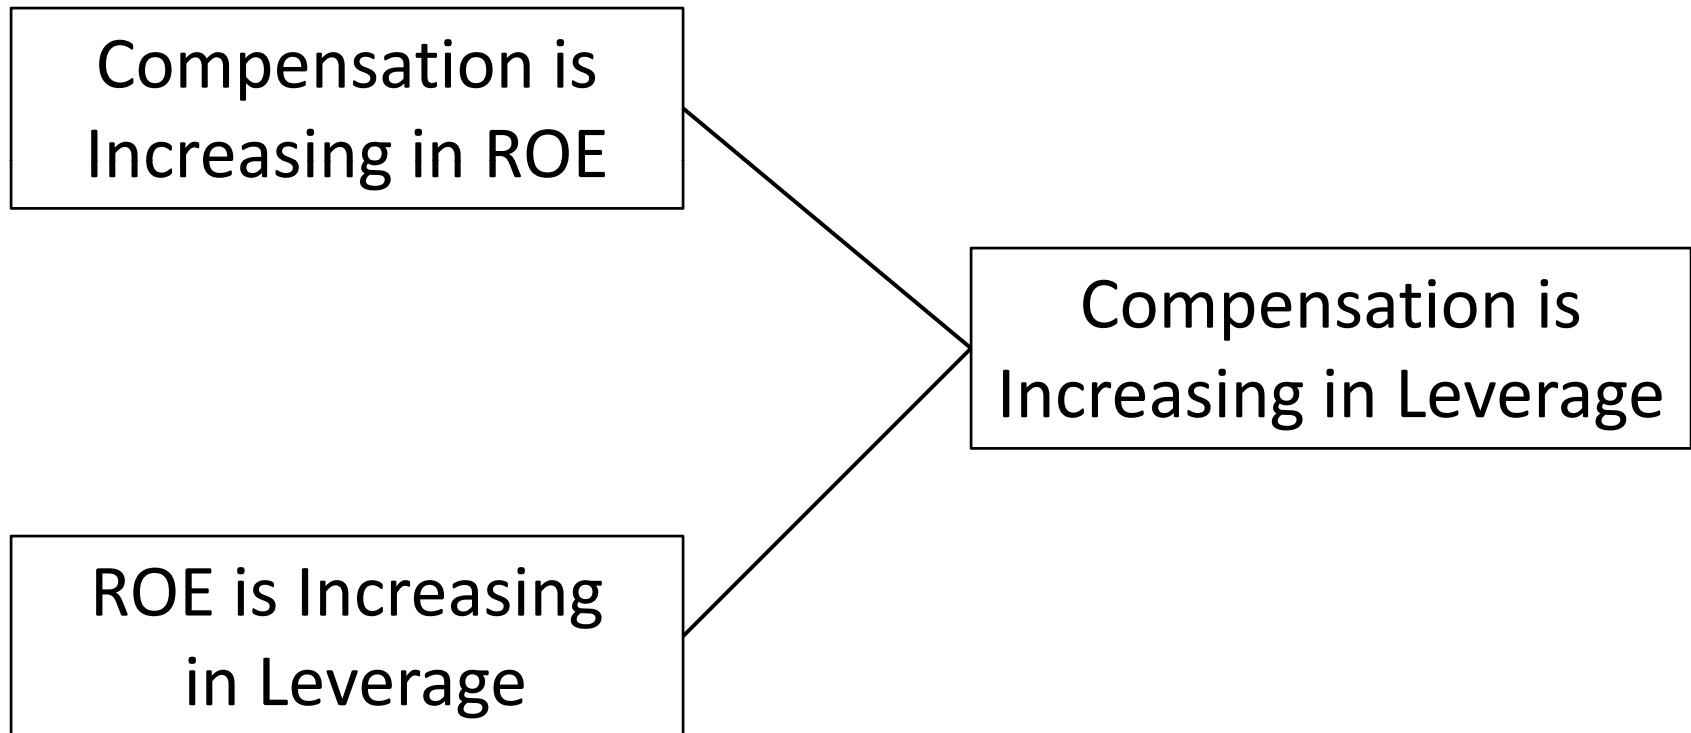 Compensation is
Increasing in ROE
Compensation is
Increasing in Leverage
ROE is Increasing
in Leverage